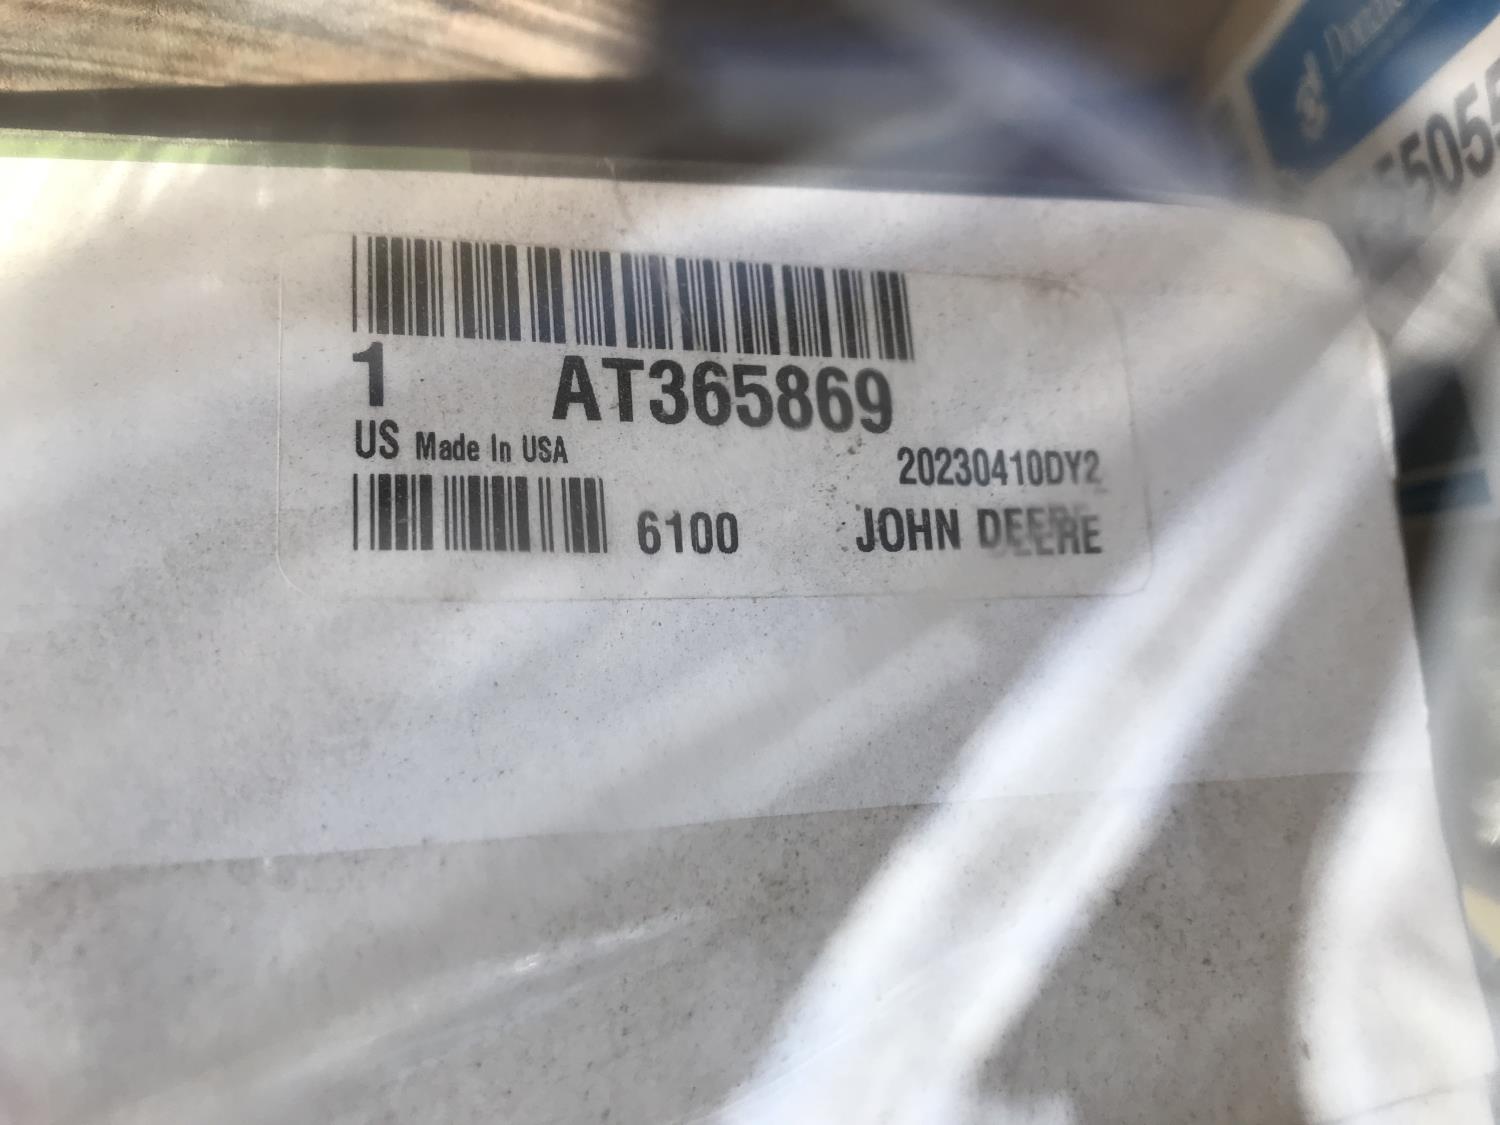 1 AT365869
US Made In USA
20230410DY2
6100 JOHN DEERE